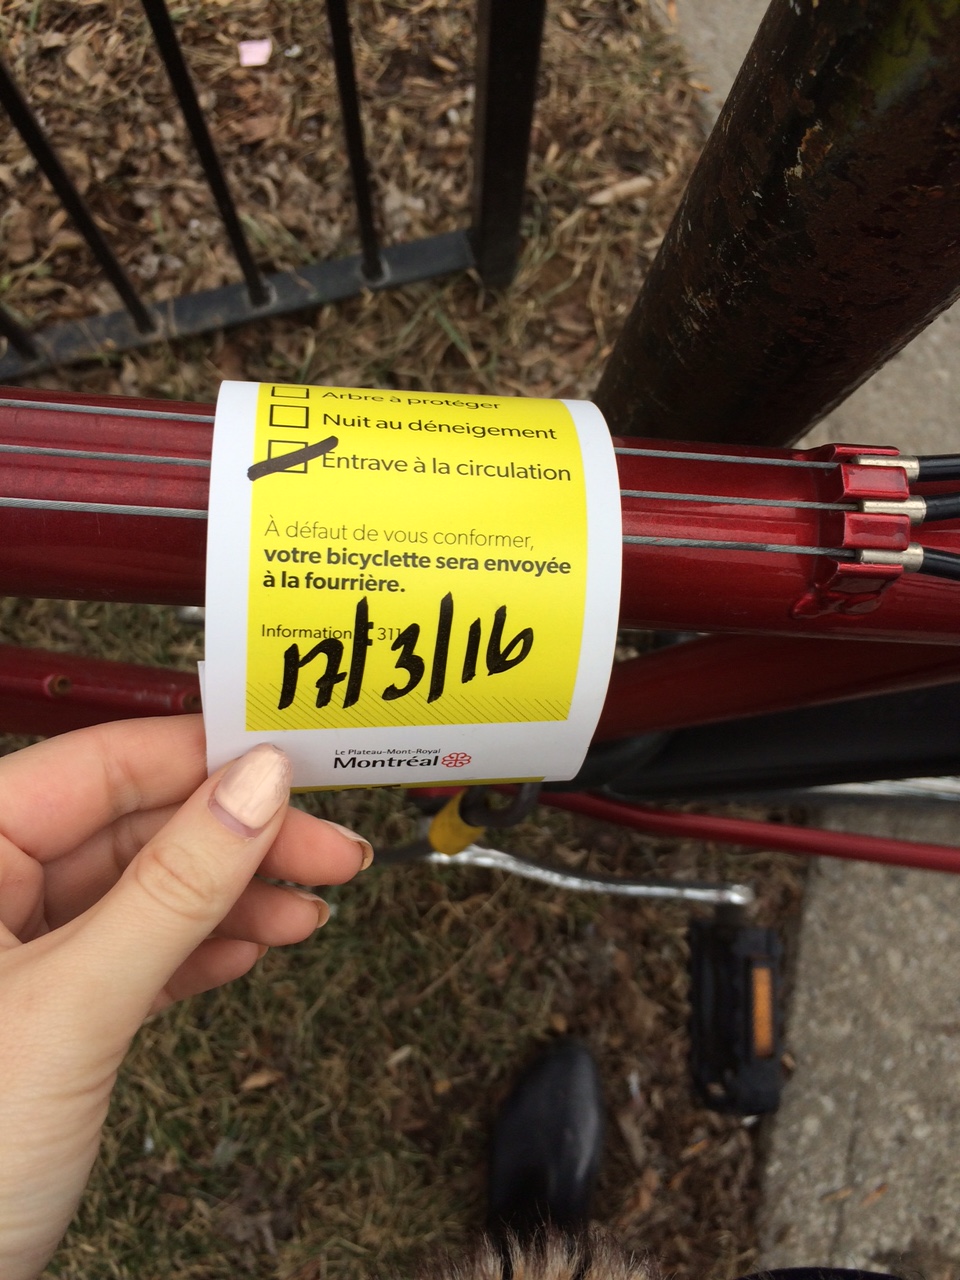 Arbre à protéger
Nuit au déneigement
Entrave à la circulation
À défaut de vous conformer,
votre bicyclette sera envoyée
à la fourrière.
Information : 311
17/3/16
Le Plateau-Mont-Royal
Montréal